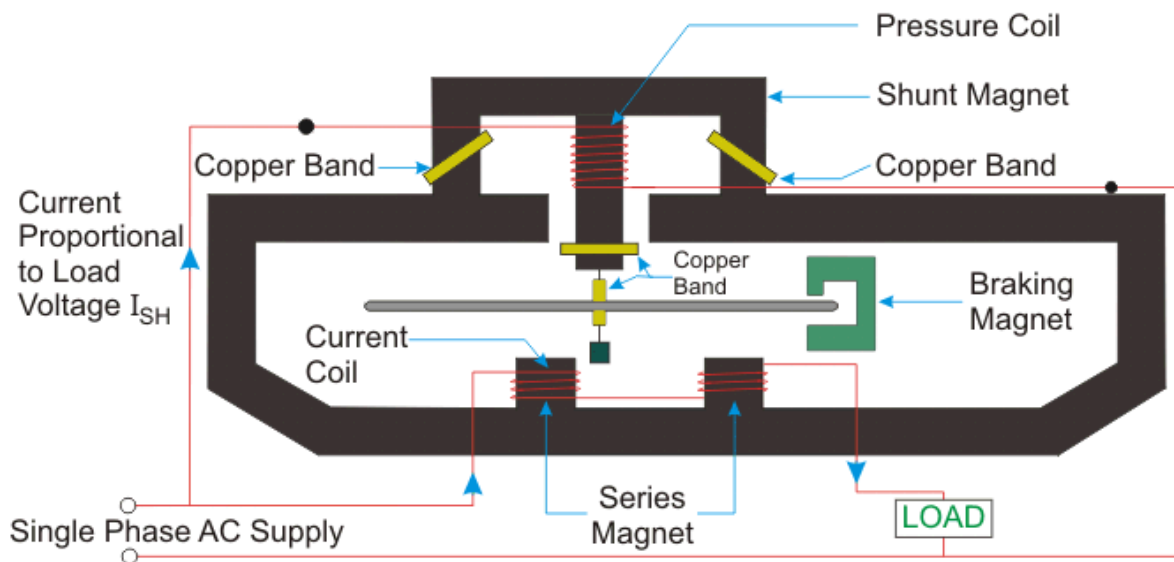 Pressure Coil
Shunt Magnet
Copper Band
Copper Band
Current
Proportional
to Load
Voltage I_SH
Copper
Band
Braking
Magnet
Current
Coil
Series
Magnet
Single Phase AC Supply
LOAD